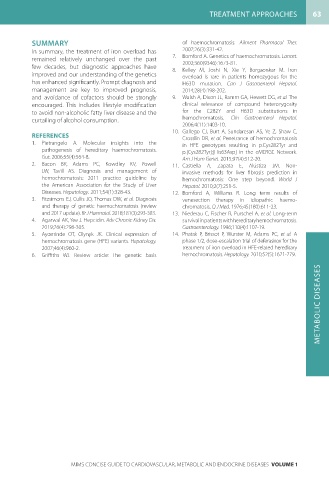 TREATMENT APPROACHES 63
SUMMARY
In summary, the treatment of iron overload has
remained relatively unchanged over the past
few decades, but diagnostic approaches have
improved and our understanding of the genetics
has enhanced significantly. Prompt diagnosis and
management are key to improved prognosis,
and avoidance of cofactors should be strongly
encouraged. This includes lifestyle modification
to avoid non-alcoholic fatty liver disease and the
curtailing of alcohol consumption.
REFERENCES
1. Pietrangelo A. Molecular insights into the
pathogenesis of hereditary haemochromatosis.
Gut. 2006;55(4):564-8.
2. Bacon BR, Adams PC, Kowdley KV, Powell
LW, Tavill AS. Diagnosis and management of
hemochromatosis: 2011 practice guideline by
the American Association for the Study of Liver
Diseases. Hepatology. 2011;54(1):328-43.
3. Fitzsimons EJ, Cullis JO, Thomas DW, et al. Diagnosis
and therapy of genetic haemochromatosis (review
and 2017 update). Br J Haematol. 2018;181(3):293-303.
4. Agarwal AK, Yee J. Hepcidin. Adv Chronic Kidney Dis.
2019;26(4):298-305.
5. Ayonrinde OT, Olynyk JK. Clinical expression of
hemochromatosis gene (HFE) variants. Hepatology.
2007;46(4):960-2.
6. Griffiths WJ. Review article: the genetic basis
of haemochromatosis. Aliment Pharmacol Ther.
2007;26(3):331-42.
7. Bomford A. Genetics of haemochromatosis. Lancet.
2002;360(9346):1673-81.
8. Kelley M, Joshi N, Xie Y, Borgaonkar M. Iron
overload is rare in patients homozygous for the
H63D mutation. Can J Gastroenterol Hepatol.
2014;28(4):198-202.
9. Walsh A, Dixon JL, Ramm GA, Hewett DG, et al. The
clinical relevance of compound heterozygosity
for the C282Y and H63D substitutions in
hemochromatosis. Clin Gastroenterol Hepatol.
2006;4(11):1403-10.
10. Gallego CJ, Burt A, Sundaresan AS, Ye Z, Shaw C,
Crosslin DR, et al. Penetrance of hemochromatosis
in HFE genotypes resulting in p.Cys282Tyr and
p.[Cys282Tyr];[His63Asp] in the eMERGE Network.
Am J Hum Genet. 2015;97(4):512-20.
11. Castiella A, Zapata E, Alustiza JM. Non-
invasive methods for liver fibrosis prediction in
hemochromatosis: One step beyond. World J
Hepatol. 2010;2(7):251-5.
12. Bomford A, Williams R. Long term results of
venesection therapy in idiopathic haemo-
chromatosis. Q J Med. 1976;45(180):611-23.
13. Niederau C, Fischer R, Purschel A, et al. Long-term
survival in patients with hereditary hemochromatosis.
Gastroenterology. 1996;110(4):1107-19.
14. Phatak P, Brissot P, Wurster M, Adams PC, et al. A
phase 1/2, dose-escalation trial of deferasirox for the
treatment of iron overload in HFE-related hereditary
hemochromatosis. Hepatology. 2010;52(5):1671-779.
METABOLIC DISEASES
MIMS CONCISE GUIDE TO CARDIOVASCULAR, METABOLIC AND ENDOCRINE DISEASES VOLUME 1